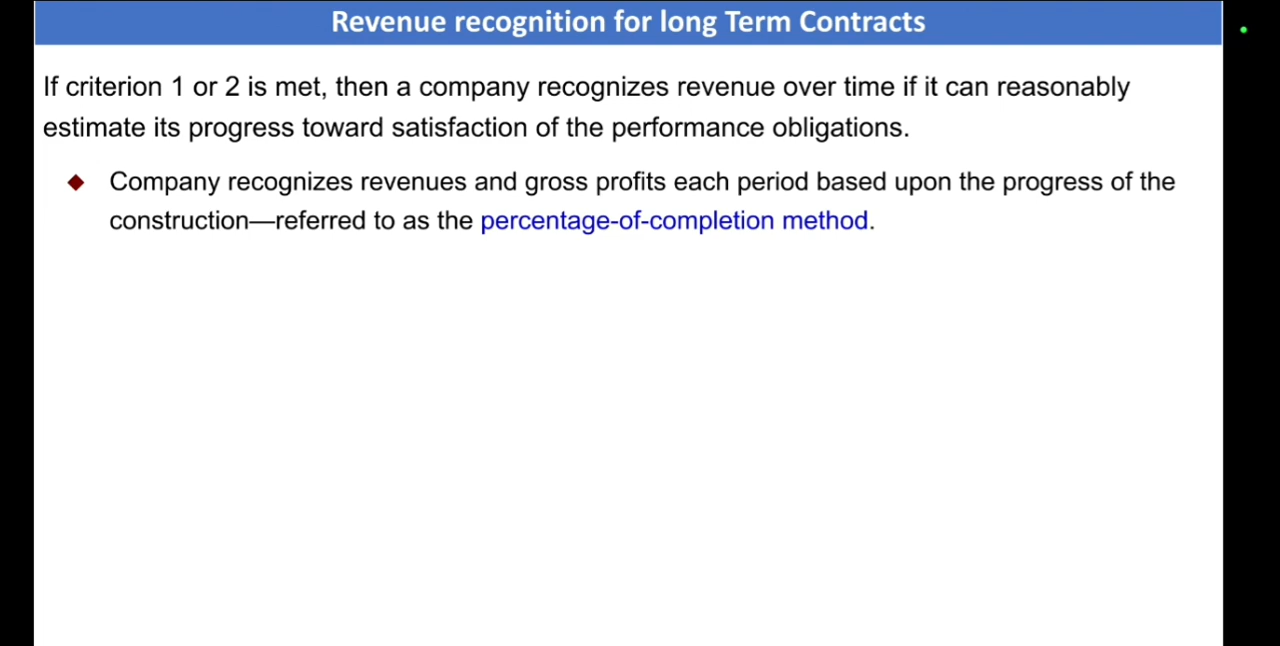 Revenue recognition for long Term Contracts
If criterion 1 or 2 is met, then a company recognizes revenue over time if it can reasonably
estimate its progress toward satisfaction of the performance obligations.
◆ Company recognizes revenues and gross profits each period based upon the progress of the
construction—referred to as the percentage-of-completion method.